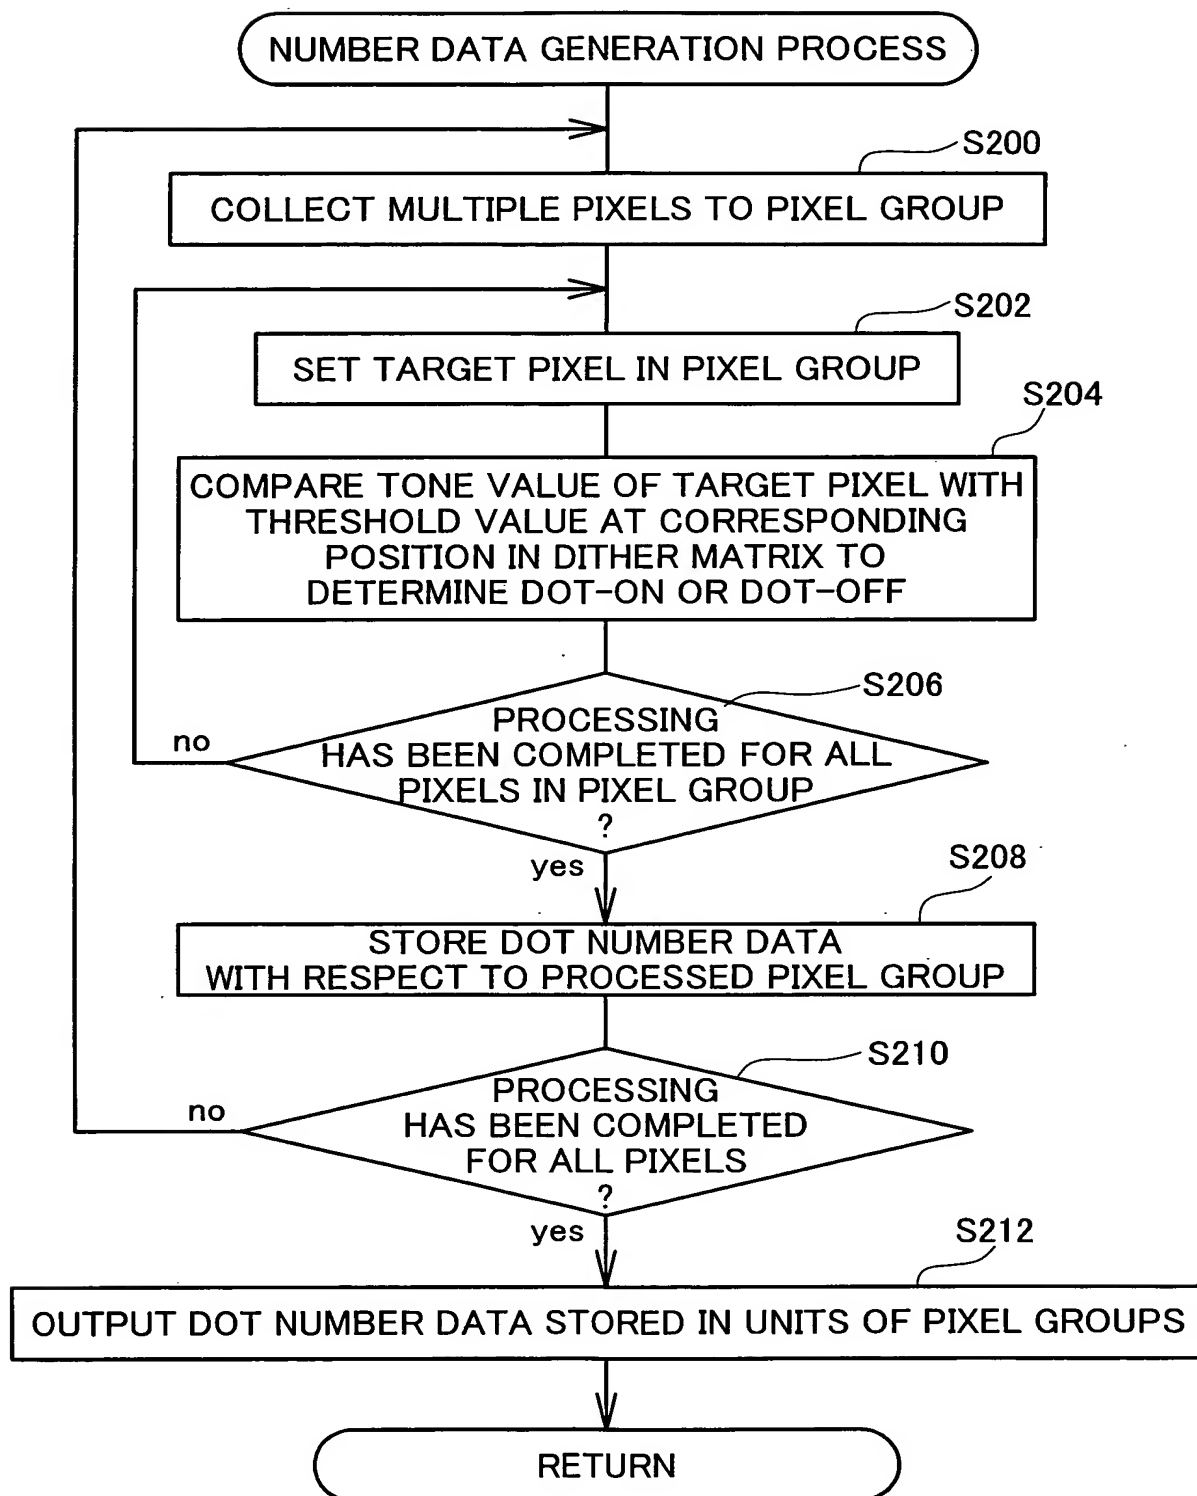 NUMBER DATA GENERATION PROCESS
S200
COLLECT MULTIPLE PIXELS TO PIXEL GROUP
S202
SET TARGET PIXEL IN PIXEL GROUP
S204
COMPARE TONE VALUE OF TARGET PIXEL WITH
THRESHOLD VALUE AT CORRESPONDING
POSITION IN DITHER MATRIX TO
DETERMINE DOT-ON OR DOT-OFF
S206
PROCESSING
HAS BEEN COMPLETED FOR ALL
PIXELS IN PIXEL GROUP
?
no
yes
S208
STORE DOT NUMBER DATA
WITH RESPECT TO PROCESSED PIXEL GROUP
S210
PROCESSING
HAS BEEN COMPLETED
FOR ALL PIXELS
?
no
yes
S212
OUTPUT DOT NUMBER DATA STORED IN UNITS OF PIXEL GROUPS
RETURN